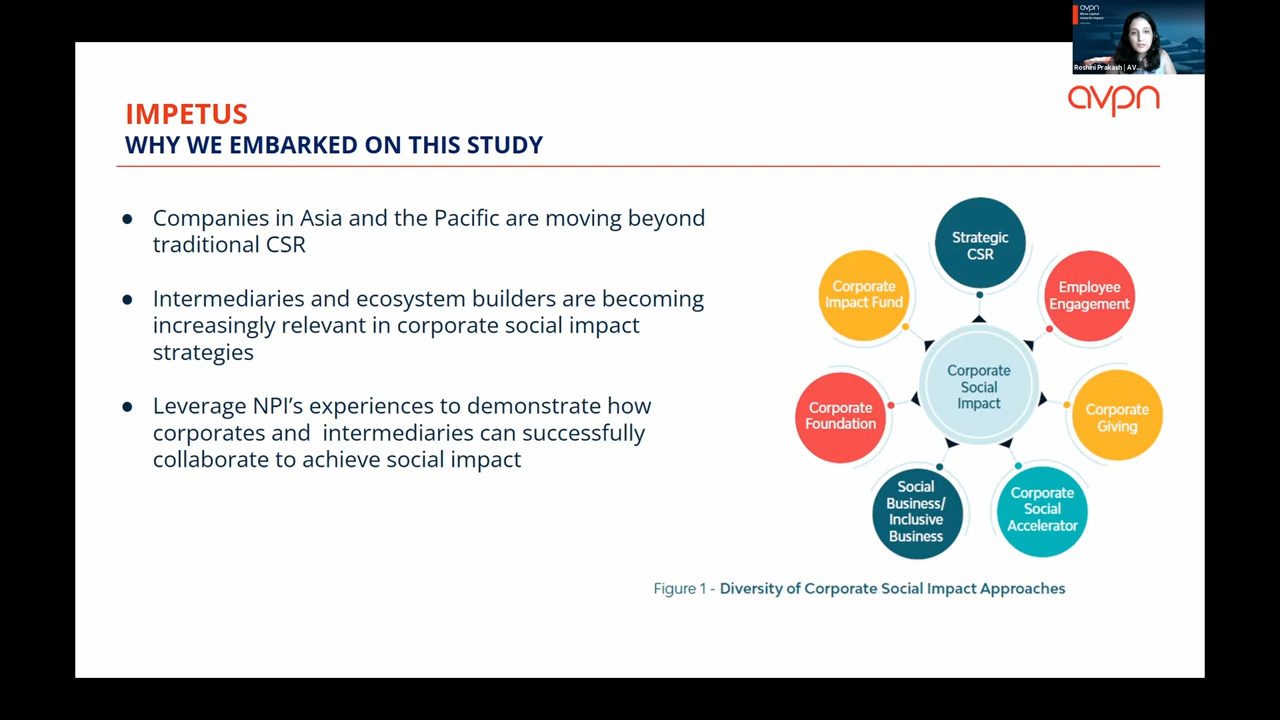 avpn
Roshini Prakash | AV...
avpn
IMPETUS
WHY WE EMBARKED ON THIS STUDY
● Companies in Asia and the Pacific are moving beyond
traditional CSR
● Intermediaries and ecosystem builders are becoming
increasingly relevant in corporate social impact
strategies
● Leverage NPI’s experiences to demonstrate how
corporates and  intermediaries can successfully
collaborate to achieve social impact
Strategic
CSR
Employee
Engagement
Corporate
Giving
Corporate
Social
Accelerator
Social
Business/
Inclusive
Business
Corporate
Foundation
Corporate
Impact Fund
Corporate
Social
Impact
Figure 1 - Diversity of Corporate Social Impact Approaches